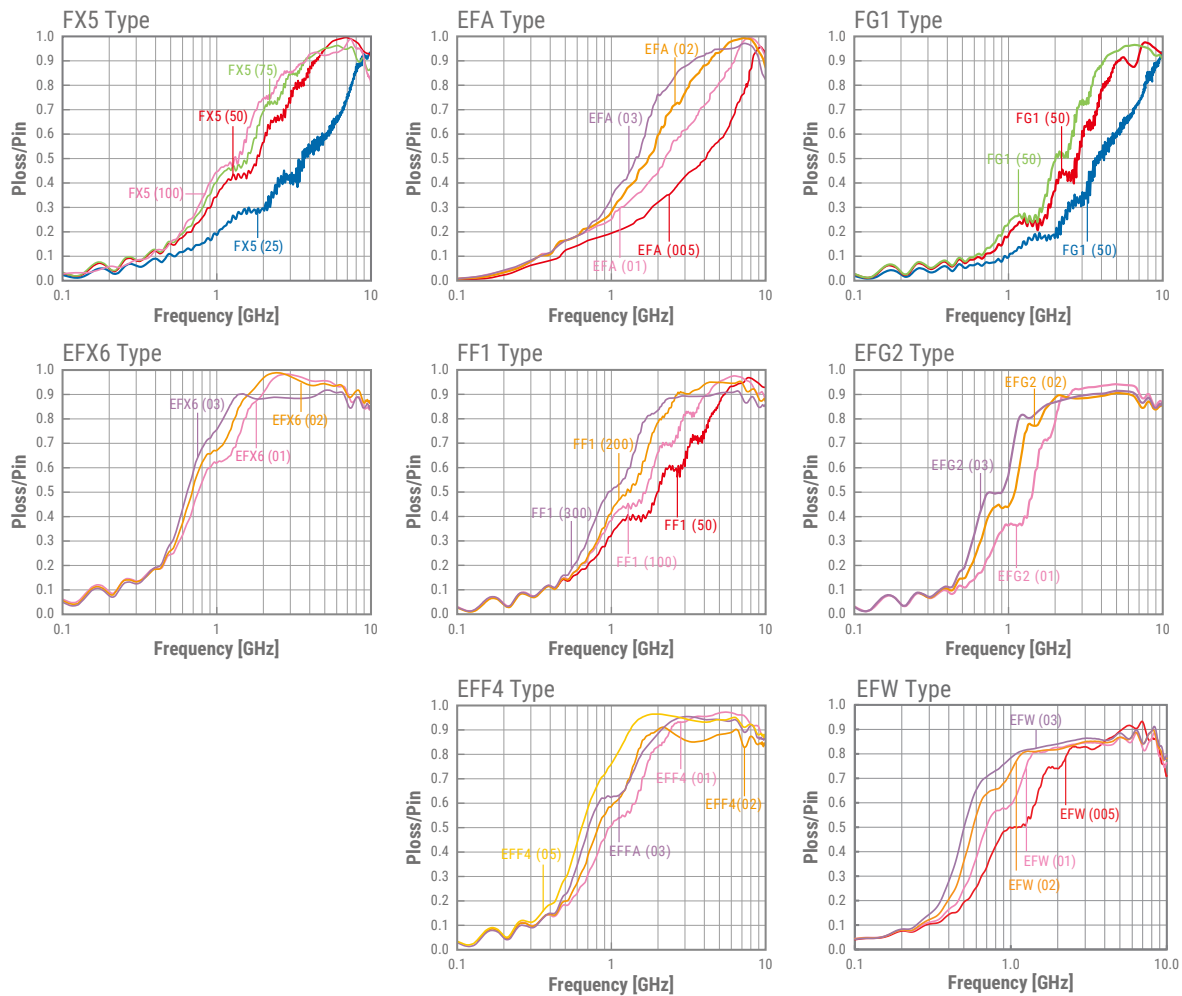 FX5 Type
Ploss/Pin
1.0
0.9
0.8
0.7
0.6
0.5
0.4
0.3
0.2
0.1
0.0
FX5 (75)
FX5 (50)
FX5 (100)
FX5 (25)
0.1
1
10
Frequency [GHz]
EFA Type
Ploss/Pin
1.0
0.9
0.8
0.7
0.6
0.5
0.4
0.3
0.2
0.1
0.0
EFA (02)
EFA (03)
EFA (005)
EFA (01)
0.1
1
10
Frequency [GHz]
FG1 Type
Ploss/Pin
1.0
0.9
0.8
0.7
0.6
0.5
0.4
0.3
0.2
0.1
0.0
FG1 (50)
FG1 (50)
FG1 (50)
0.1
1
10
Frequency [GHz]
EFX6 Type
Ploss/Pin
1.0
0.9
0.8
0.7
0.6
0.5
0.4
0.3
0.2
0.1
0.0
EFX6 (03)
EFX6 (02)
EFX6 (01)
0.1
1
10
Frequency [GHz]
FF1 Type
Ploss/Pin
1.0
0.9
0.8
0.7
0.6
0.5
0.4
0.3
0.2
0.1
0.0
FF1 (200)
FF1 (300)
FF1 (50)
FF1 (100)
0.1
1
10
Frequency [GHz]
EFG2 Type
Ploss/Pin
1.0
0.9
0.8
0.7
0.6
0.5
0.4
0.3
0.2
0.1
0.0
EFG2 (02)
EFG2 (03)
EFG2 (01)
0.1
1
10
Frequency [GHz]
EFF4 Type
Ploss/Pin
1.0
0.9
0.8
0.7
0.6
0.5
0.4
0.3
0.2
0.1
0.0
EFF4 (01)
EFF4(02)
EFFA (03)
EFF4 (05)
0.1
1
10
Frequency [GHz]
EFW Type
Ploss/Pin
1.0
0.9
0.8
0.7
0.6
0.5
0.4
0.3
0.2
0.1
0.0
EFW (03)
EFW (005)
EFW (01)
EFW (02)
0.1
1.0
10.0
Frequency [GHz]